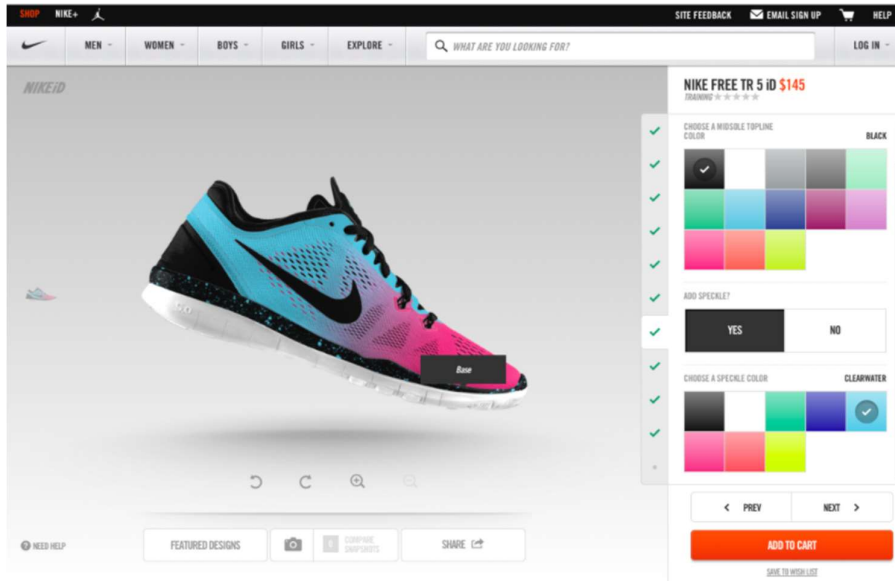 SHOP NIKE+ SITE FEEDBACK EMAIL SIGN UP HELP
MEN WOMEN BOYS GIRLS EXPLORE WHAT ARE YOU LOOKING FOR? LOG IN
NIKEiD
NIKE FREE TR 5 iD $145
TRAINING
CHOOSE A MIDSOLE TOPLINE
COLOR BLACK
ADD SPECKLE?
YES NO
Base
CHOOSE A SPECKLE COLOR CLEARWATER
PREV NEXT
NEED HELP FEATURED DESIGNS COMPARE
SNAPSHOTS SHARE
ADD TO CART
SAVE TO WISH LIST